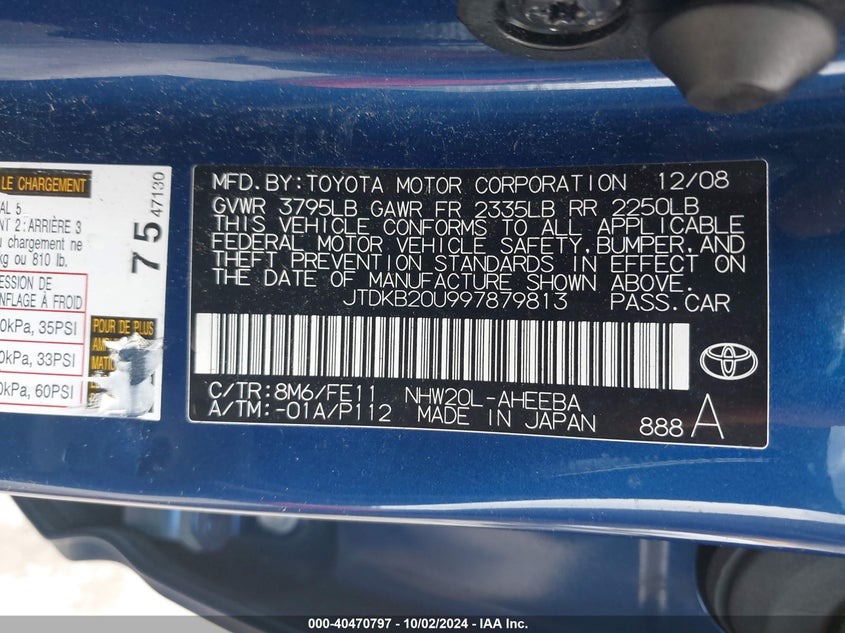 LE CHARGEMENT
AL 5
NT 2: ARRIÈRE 3
u chargement ne
kg ou 810 lb.
ESSION DE
NFLAGE À FROID
0kPa, 35PSI
0kPa, 33PSI
0kPa, 60PSI
75 47130
POUR DE PLUS
MFD.BY:TOYOTA MOTOR CORPORATION 12/08
GVWR 3795LB GAWR FR 2335LB RR 2250LB
THIS VEHICLE CONFORMS TO ALL APPLICABLE
FEDERAL MOTOR VEHICLE SAFETY, BUMPER, AND
THEFT PREVENTION STANDARDS IN EFFECT ON
THE DATE OF MANUFACTURE SHOWN ABOVE.
JTDKB20U997879813 PASS.CAR
C/TR:8M6/FE11 NHW20L-AHEEBA
A/TM:-01A/P112 MADE IN JAPAN
888 A
000-40470797 - 10/02/2024 - IAA Inc.